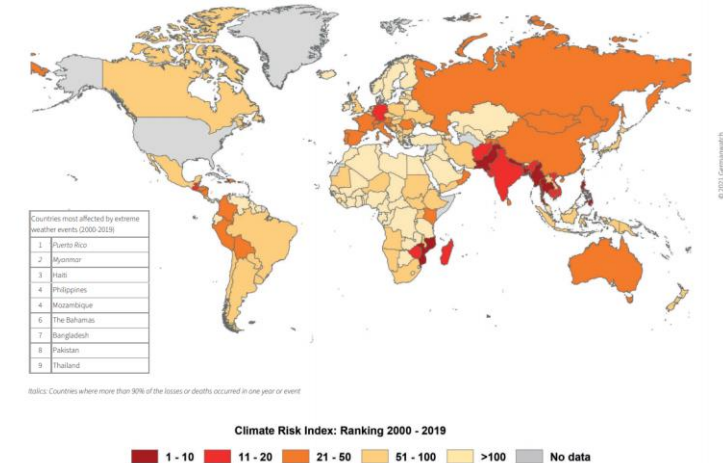 Countries most affected by extreme
weather events (2000-2019)
1 Puerto Rico
2 Myanmar
3 Haiti
4 Philippines
4 Mozambique
6 The Bahamas
7 Bangladesh
8 Pakistan
9 Thailand
Italics: Countries where more than 90% of the losses or deaths occurred in one year or event
© 2021 Germanwatch
Climate Risk Index: Ranking 2000 - 2019
1 - 10 11 - 20 21 - 50 51 - 100 >100 No data